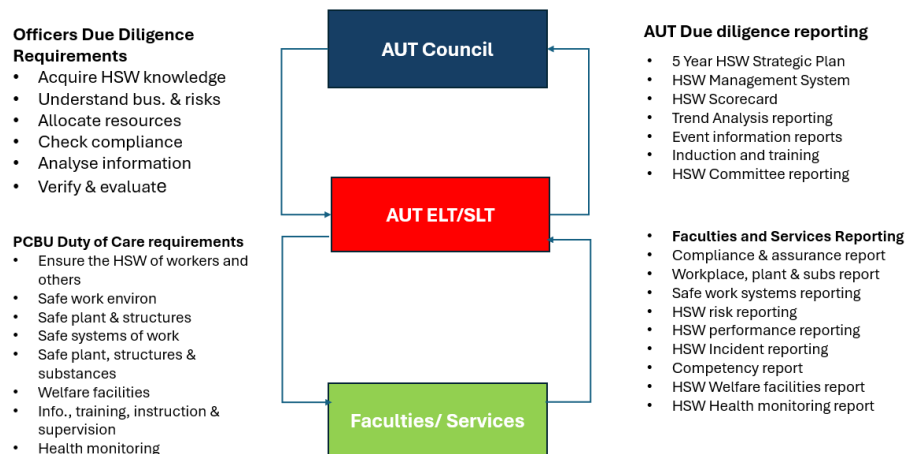 Officers Due Diligence
Requirements
• Acquire HSW knowledge
• Understand bus. & risks
• Allocate resources
• Check compliance
• Analyse information
• Verify & evaluate
PCBU Duty of Care requirements
• Ensure the HSW of workers and
others
• Safe work environ
• Safe plant & structures
• Safe systems of work
• Safe plant, structures &
substances
• Welfare facilities
• Info., training, instruction &
supervision
• Health monitoring
AUT Council
AUT ELT/SLT
Faculties/ Services
AUT Due diligence reporting
• 5 Year HSW Strategic Plan
• HSW Management System
• HSW Scorecard
• Trend Analysis reporting
• Event information reports
• Induction and training
• HSW Committee reporting
• Faculties and Services Reporting
• Compliance & assurance report
• Workplace, plant & subs report
• Safe work systems reporting
• HSW risk reporting
• HSW performance reporting
• HSW Incident reporting
• Competency report
• HSW Welfare facilities report
• HSW Health monitoring report